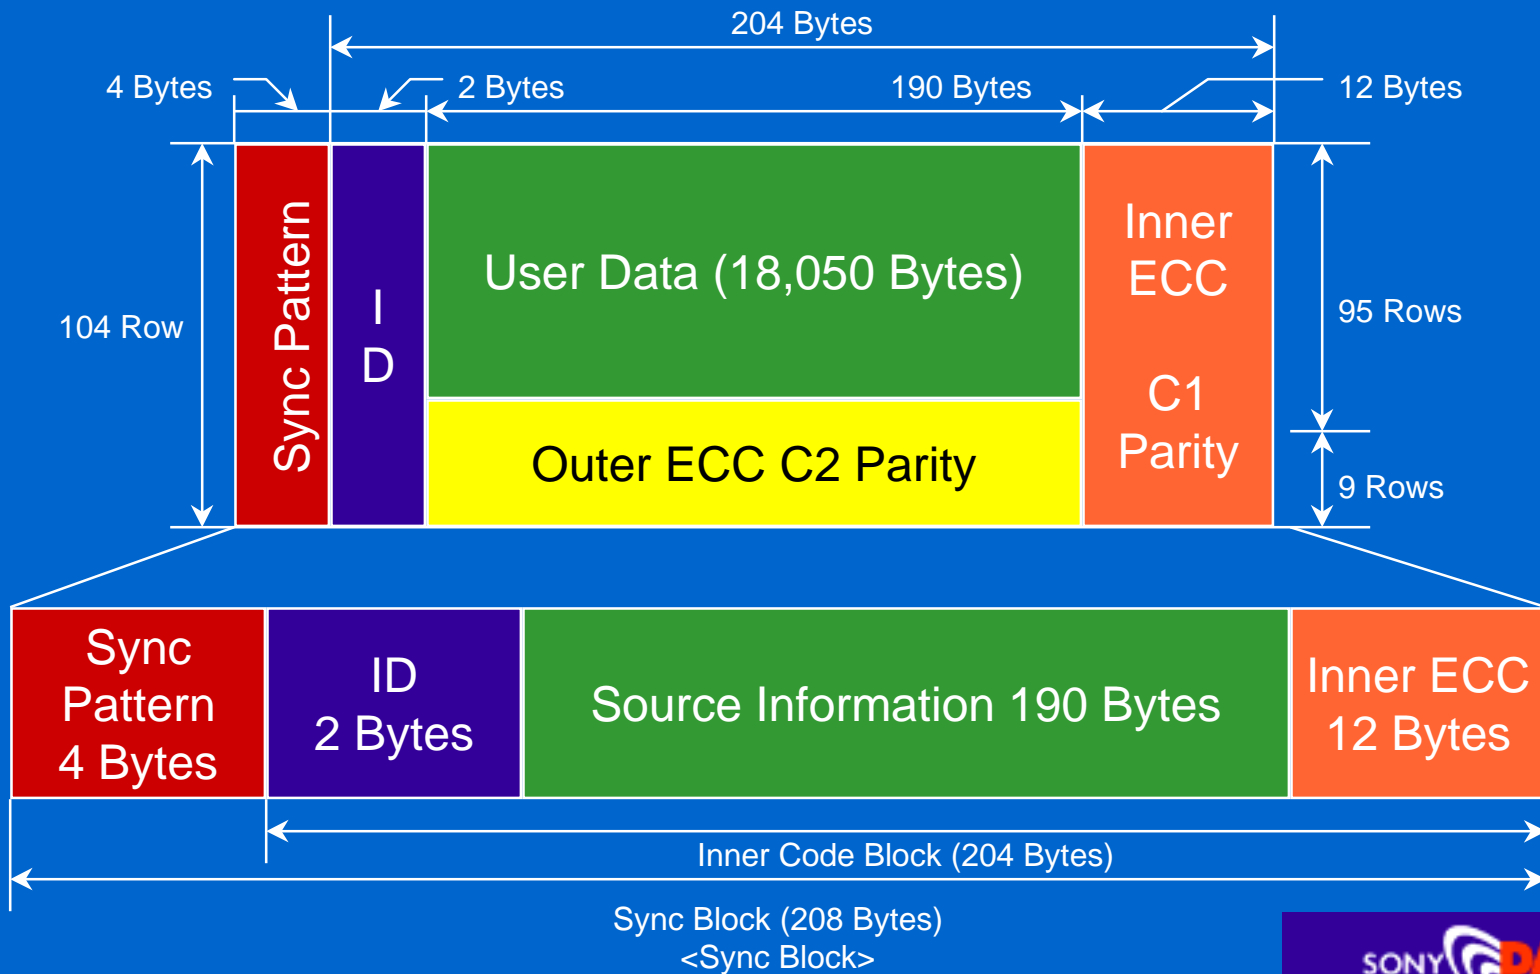 204 Bytes
4 Bytes
2 Bytes
190 Bytes
12 Bytes
104 Row
Sync Pattern
I
D
User Data (18,050 Bytes)
Outer ECC C2 Parity
Inner
ECC
C1
Parity
95 Rows
9 Rows
Sync
Pattern
4 Bytes
ID
2 Bytes
Source Information 190 Bytes
Inner ECC
12 Bytes
Inner Code Block (204 Bytes)
Sync Block (208 Bytes)
<Sync Block>
SONY